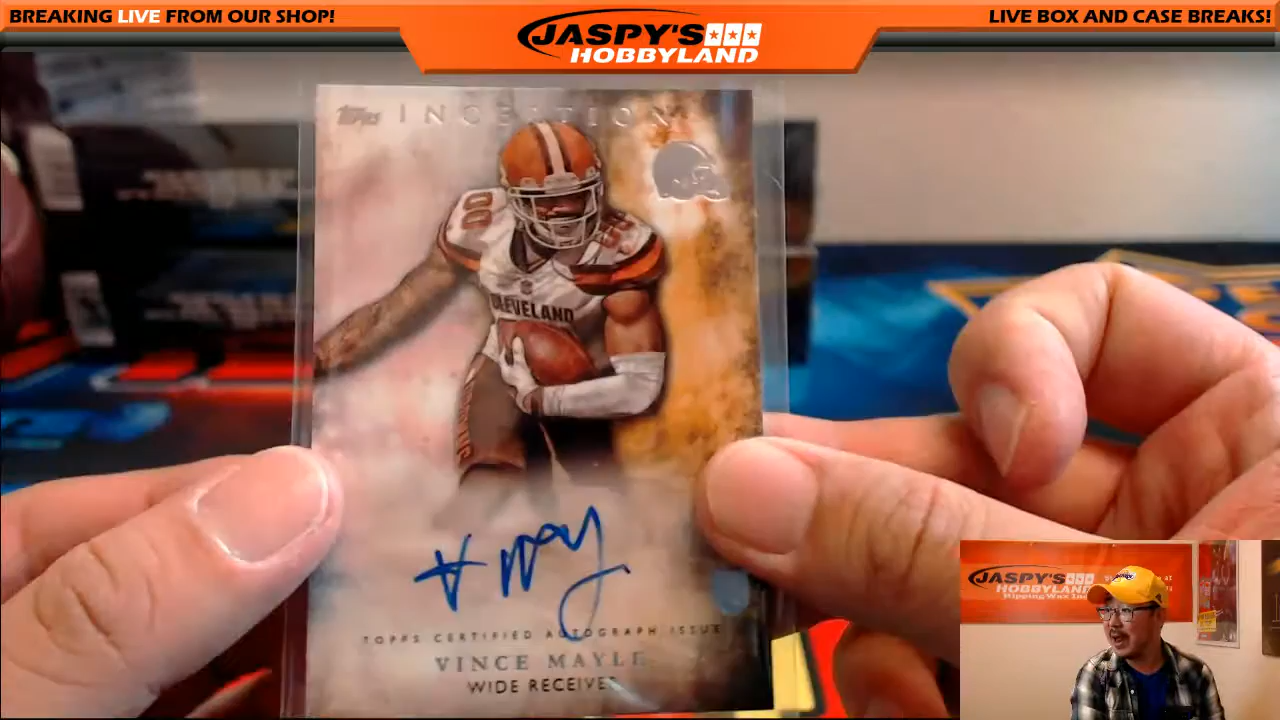 BREAKING LIVE FROM OUR SHOP!
JASPY'S
HOBBYLAND
LIVE BOX AND CASE BREAKS!
TOPPS INCEPTION
CLEVELAND
TOPPS CERTIFIED AUTOGRAPH ISSUE
VINCE MAYLE
WIDE RECEIVER
JASPY'S
HOBBYLAND